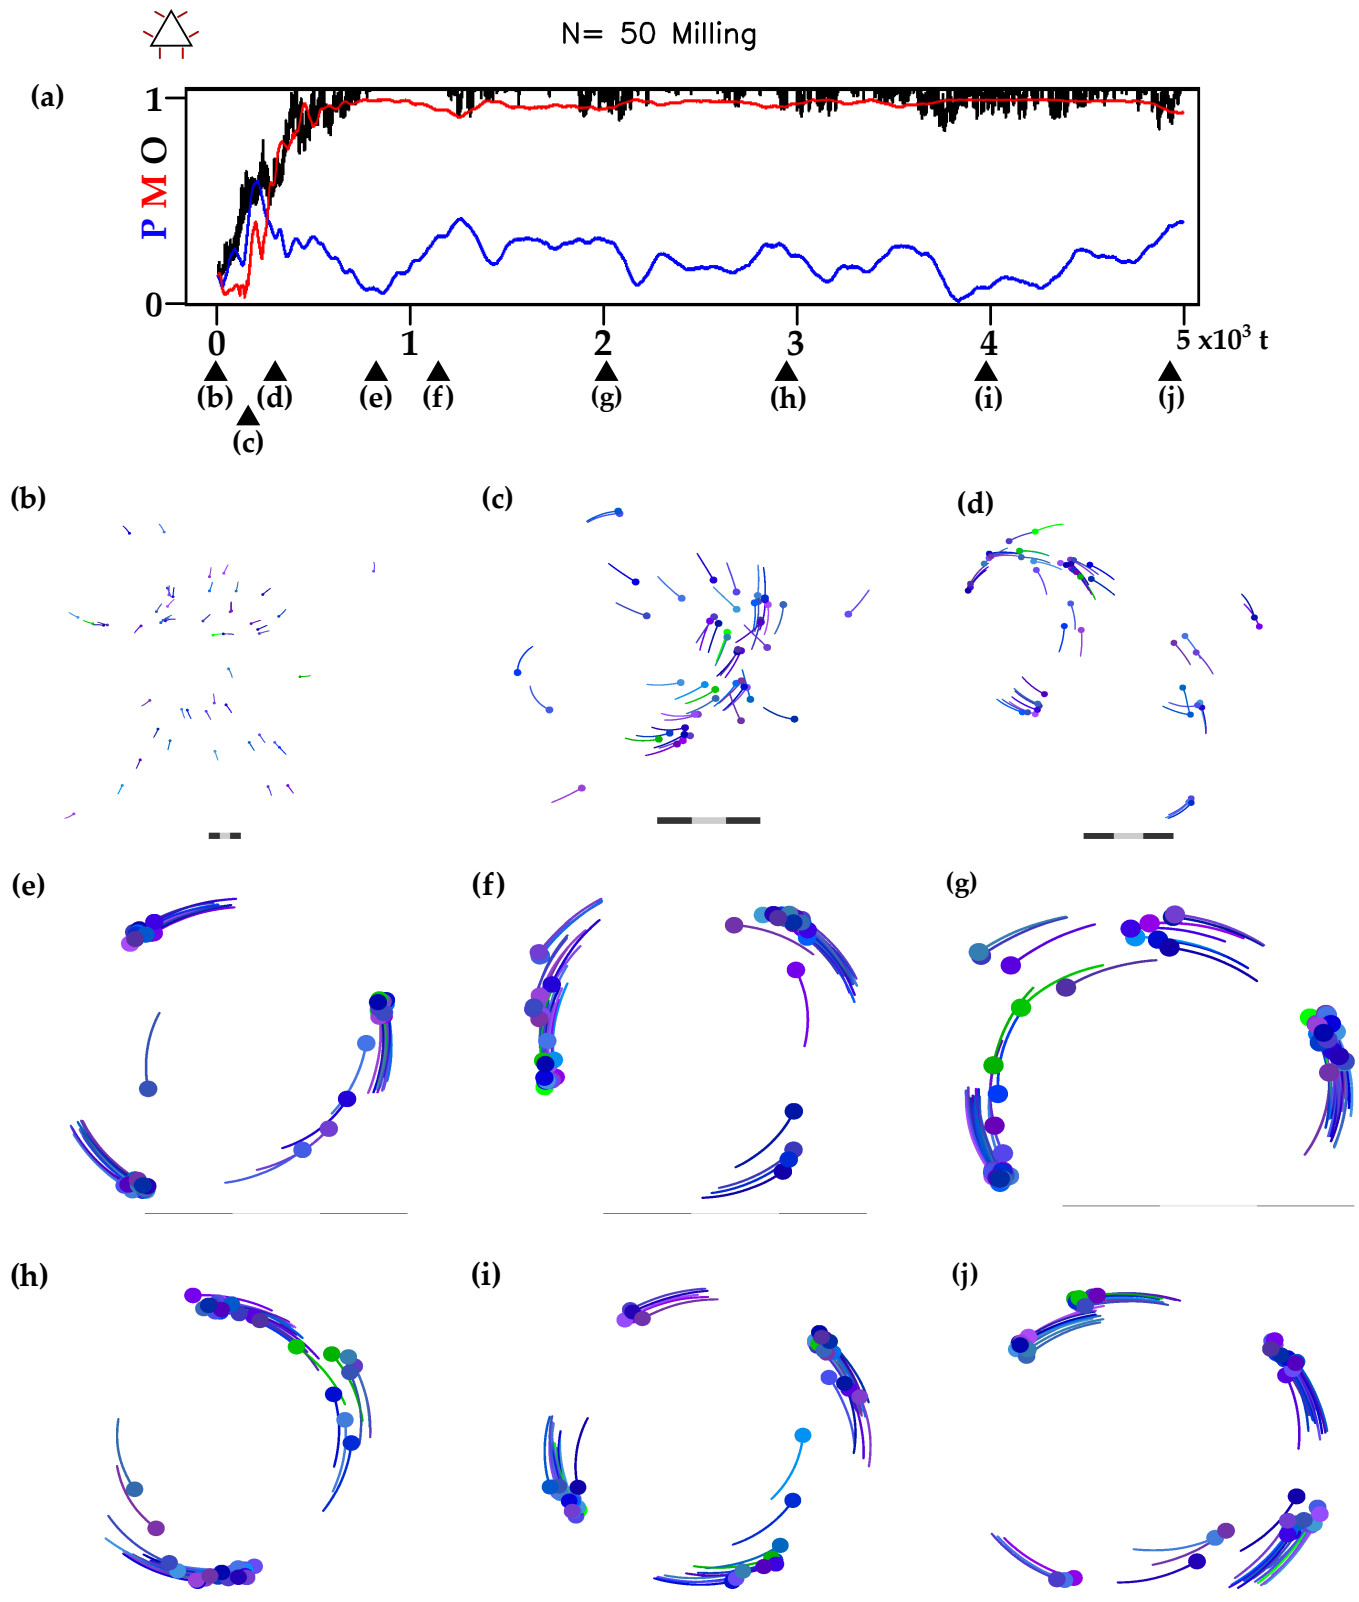 N= 50 Milling
(a)
1
P M O
0
0 1 2 3 4 5 x10³ t
(b) (d) (e) (f) (g) (h) (i) (j)
(c)
(b) (c) (d)
(e) (f) (g)
(h) (i) (j)